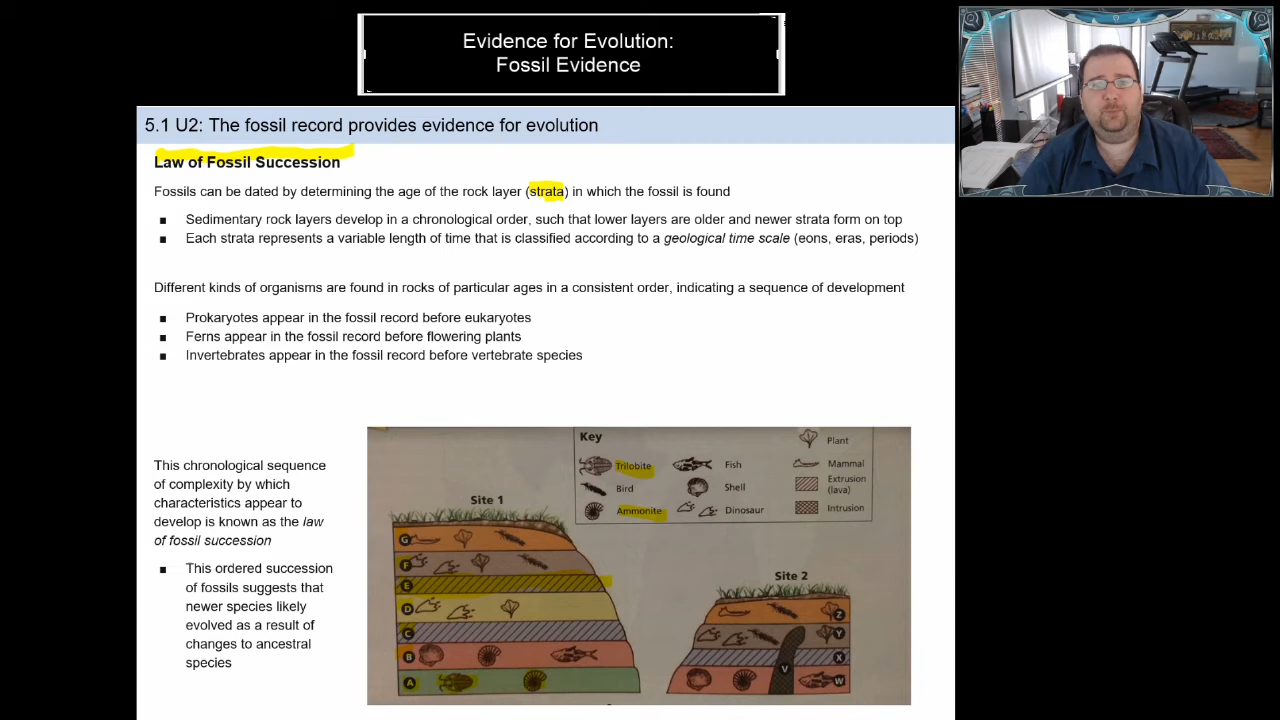 Evidence for Evolution:
Fossil Evidence
5.1 U2: The fossil record provides evidence for evolution
Law of Fossil Succession
Fossils can be dated by determining the age of the rock layer (strata) in which the fossil is found
■ Sedimentary rock layers develop in a chronological order, such that lower layers are older and newer strata form on top
■ Each strata represents a variable length of time that is classified according to a geological time scale (eons, eras, periods)
Different kinds of organisms are found in rocks of particular ages in a consistent order, indicating a sequence of development
■ Prokaryotes appear in the fossil record before eukaryotes
■ Ferns appear in the fossil record before flowering plants
■ Invertebrates appear in the fossil record before vertebrate species
This chronological sequence
of complexity by which
characteristics appear to
develop is known as the law
of fossil succession
■ This ordered succession
of fossils suggests that
newer species likely
evolved as a result of
changes to ancestral
species
Key
Plant
Trilobite Fish Mammal
Bird Shell Extrusion
(lava)
Ammonite Dinosaur Intrusion
Site 1
G
F
E
D
C
B
A
Site 2
Z
Y
X
V
W